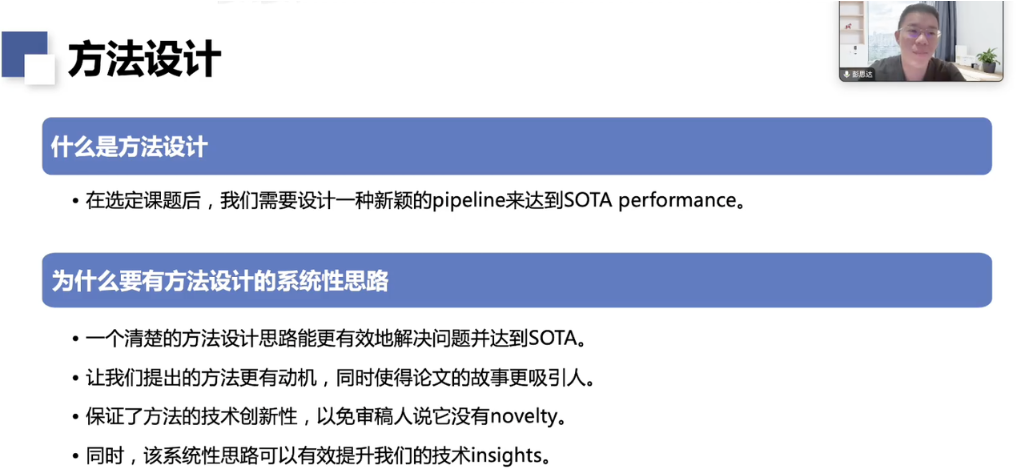 方法设计
彭思达
什么是方法设计
• 在选定课题后，我们需要设计一种新颖的pipeline来达到SOTA performance。
为什么要有方法设计的系统性思路
• 一个清楚的方法设计思路能更有效地解决问题并达到SOTA。
• 让我们提出的方法更有动机，同时使得论文的故事更吸引人。
• 保证了方法的技术创新性，以免审稿人说它没有novelty。
• 同时，该系统性思路可以有效提升我们的技术insights。